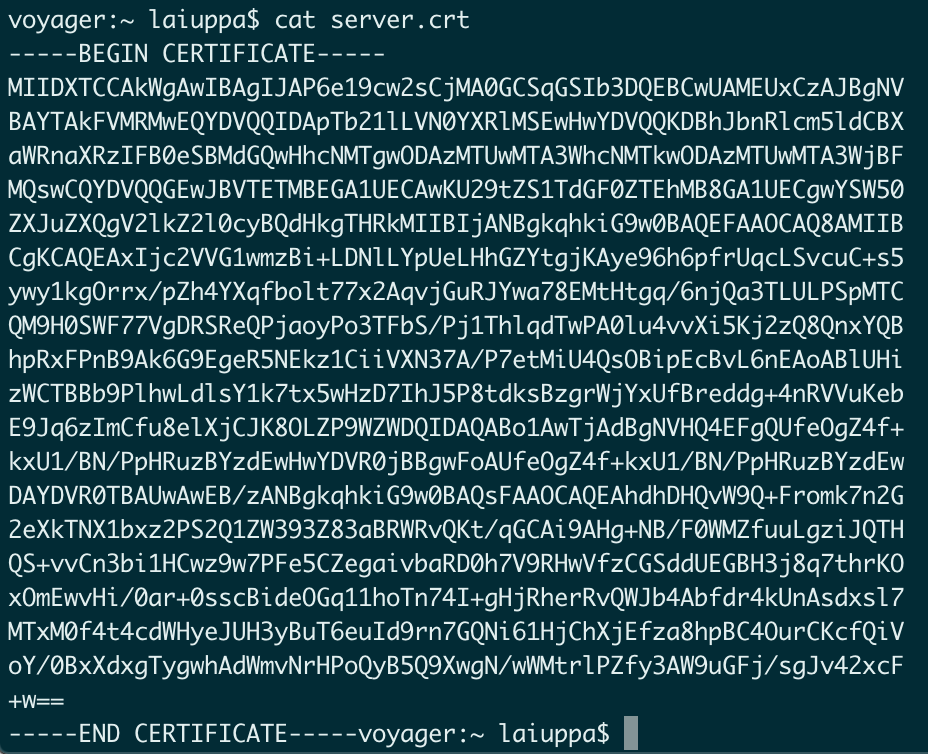 voyager:~ laiuppa$ cat server.crt
-----BEGIN CERTIFICATE-----
MIIDXTCCAkWgAwIBAgIJAP6e19cw2sCjMA0GCSqGSIb3DQEBCwUAMEUxCzAJBgNV
BAYTAkFVMRMwEQYDVQQIDApTb21lLVN0YXRlMSEwHwYDVQQKDBhJbnRlcm5ldCBX
aWRnaXRzIFB0eSBMdGQwHhcNMTgwODAzMTUwMTA3WhcNMTkwODAzMTUwMTA3WjBF
MQswCQYDVQQGEwJBVTETMBEGA1UECAwKU29tZS1TdGF0ZTEhMB8GA1UECgwYSW50
ZXJuZXQgV2lkZ2l0cyBQdHkgTHRkMIIBIjANBgkqhkiG9w0BAQEFAAOCAQ8AMIIB
CgKCAQEAxIjc2VVG1wmzBi+LDNlLYpUeLHhGZYtgjKAye96h6pfrUqcLSvcuC+s5
ywy1kgOrrx/pZh4YXqfbolt77x2AqvjGuRJYwa78EMtHtgq/6njQa3TLULPSpMTC
QM9H0SWF77VgDRSReQPjaoyPo3TFbS/Pj1ThlqdTwPA0lu4vvXi5Kj2zQ8QnxYQB
hpRxFPnB9Ak6G9EgeR5NEkz1CiiVXN37A/P7etMiU4QsOBipEcBvL6nEAoABlUHi
zWCTBBb9PlhwLdlsY1k7tx5wHzD7IhJ5P8tdksBzgrWjYxUfBreddg+4nRVVuKeb
E9Jq6zImCfu8elXjCJK8OLZP9WZWDQIDAQABo1AwTjAdBgNVHQ4EFgQUfeOgZ4f+
kxU1/BN/PpHRuzBYzdEwHwYDVR0jBBgwFoAUfeOgZ4f+kxU1/BN/PpHRuzBYzdEw
DAYDVR0TBAUwAwEB/zANBgkqhkiG9w0BAQsFAAOCAQEAhdhDHQvW9Q+Fromk7n2G
2eXkTNX1bxz2PS2Q1ZW393Z83aBRWRvQKt/qGCAi9AHg+NB/F0WMZfuuLgziJQTH
QS+vvCn3bi1HCwz9w7PFe5CZegaivbaRD0h7V9RHwVfzCGSddUEGBH3j8q7thrKO
xOmEwvHi/0ar+0sscBideOGq11hoTn74I+gHjRherRvQWJb4Abfdr4kUnAsdxsl7
MTxM0f4t4cdWHyeJUH3yBuT6euId9rn7GQNi61HjChXjEfza8hpBC4OurCKcfQiV
oY/0BxXdxgTygwhAdWmvNrHPoQyB5Q9XwgN/wWMtrlPZfy3AW9uGFj/sgJv42xcF
+w==
-----END CERTIFICATE-----voyager:~ laiuppa$